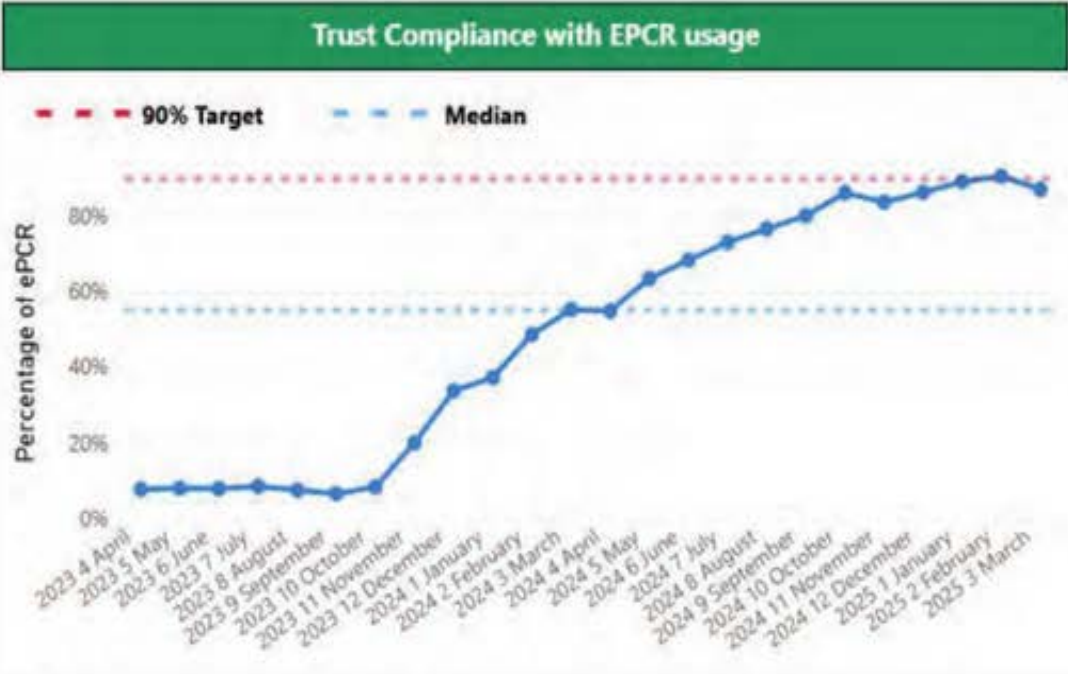 Trust Compliance with EPCR usage
90% Target
Median
Percentage of ePCR
80%
60%
40%
20%
0%
2023 4 April
2023 5 May
2023 6 June
2023 7 July
2023 8 August
2023 9 September
2023 10 October
2023 11 November
2023 12 December
2024 1 January
2024 2 February
2024 3 March
2024 4 April
2024 5 May
2024 6 June
2024 7 July
2024 8 August
2024 9 September
2024 10 October
2024 11 November
2024 12 December
2025 1 January
2025 2 February
2025 3 March